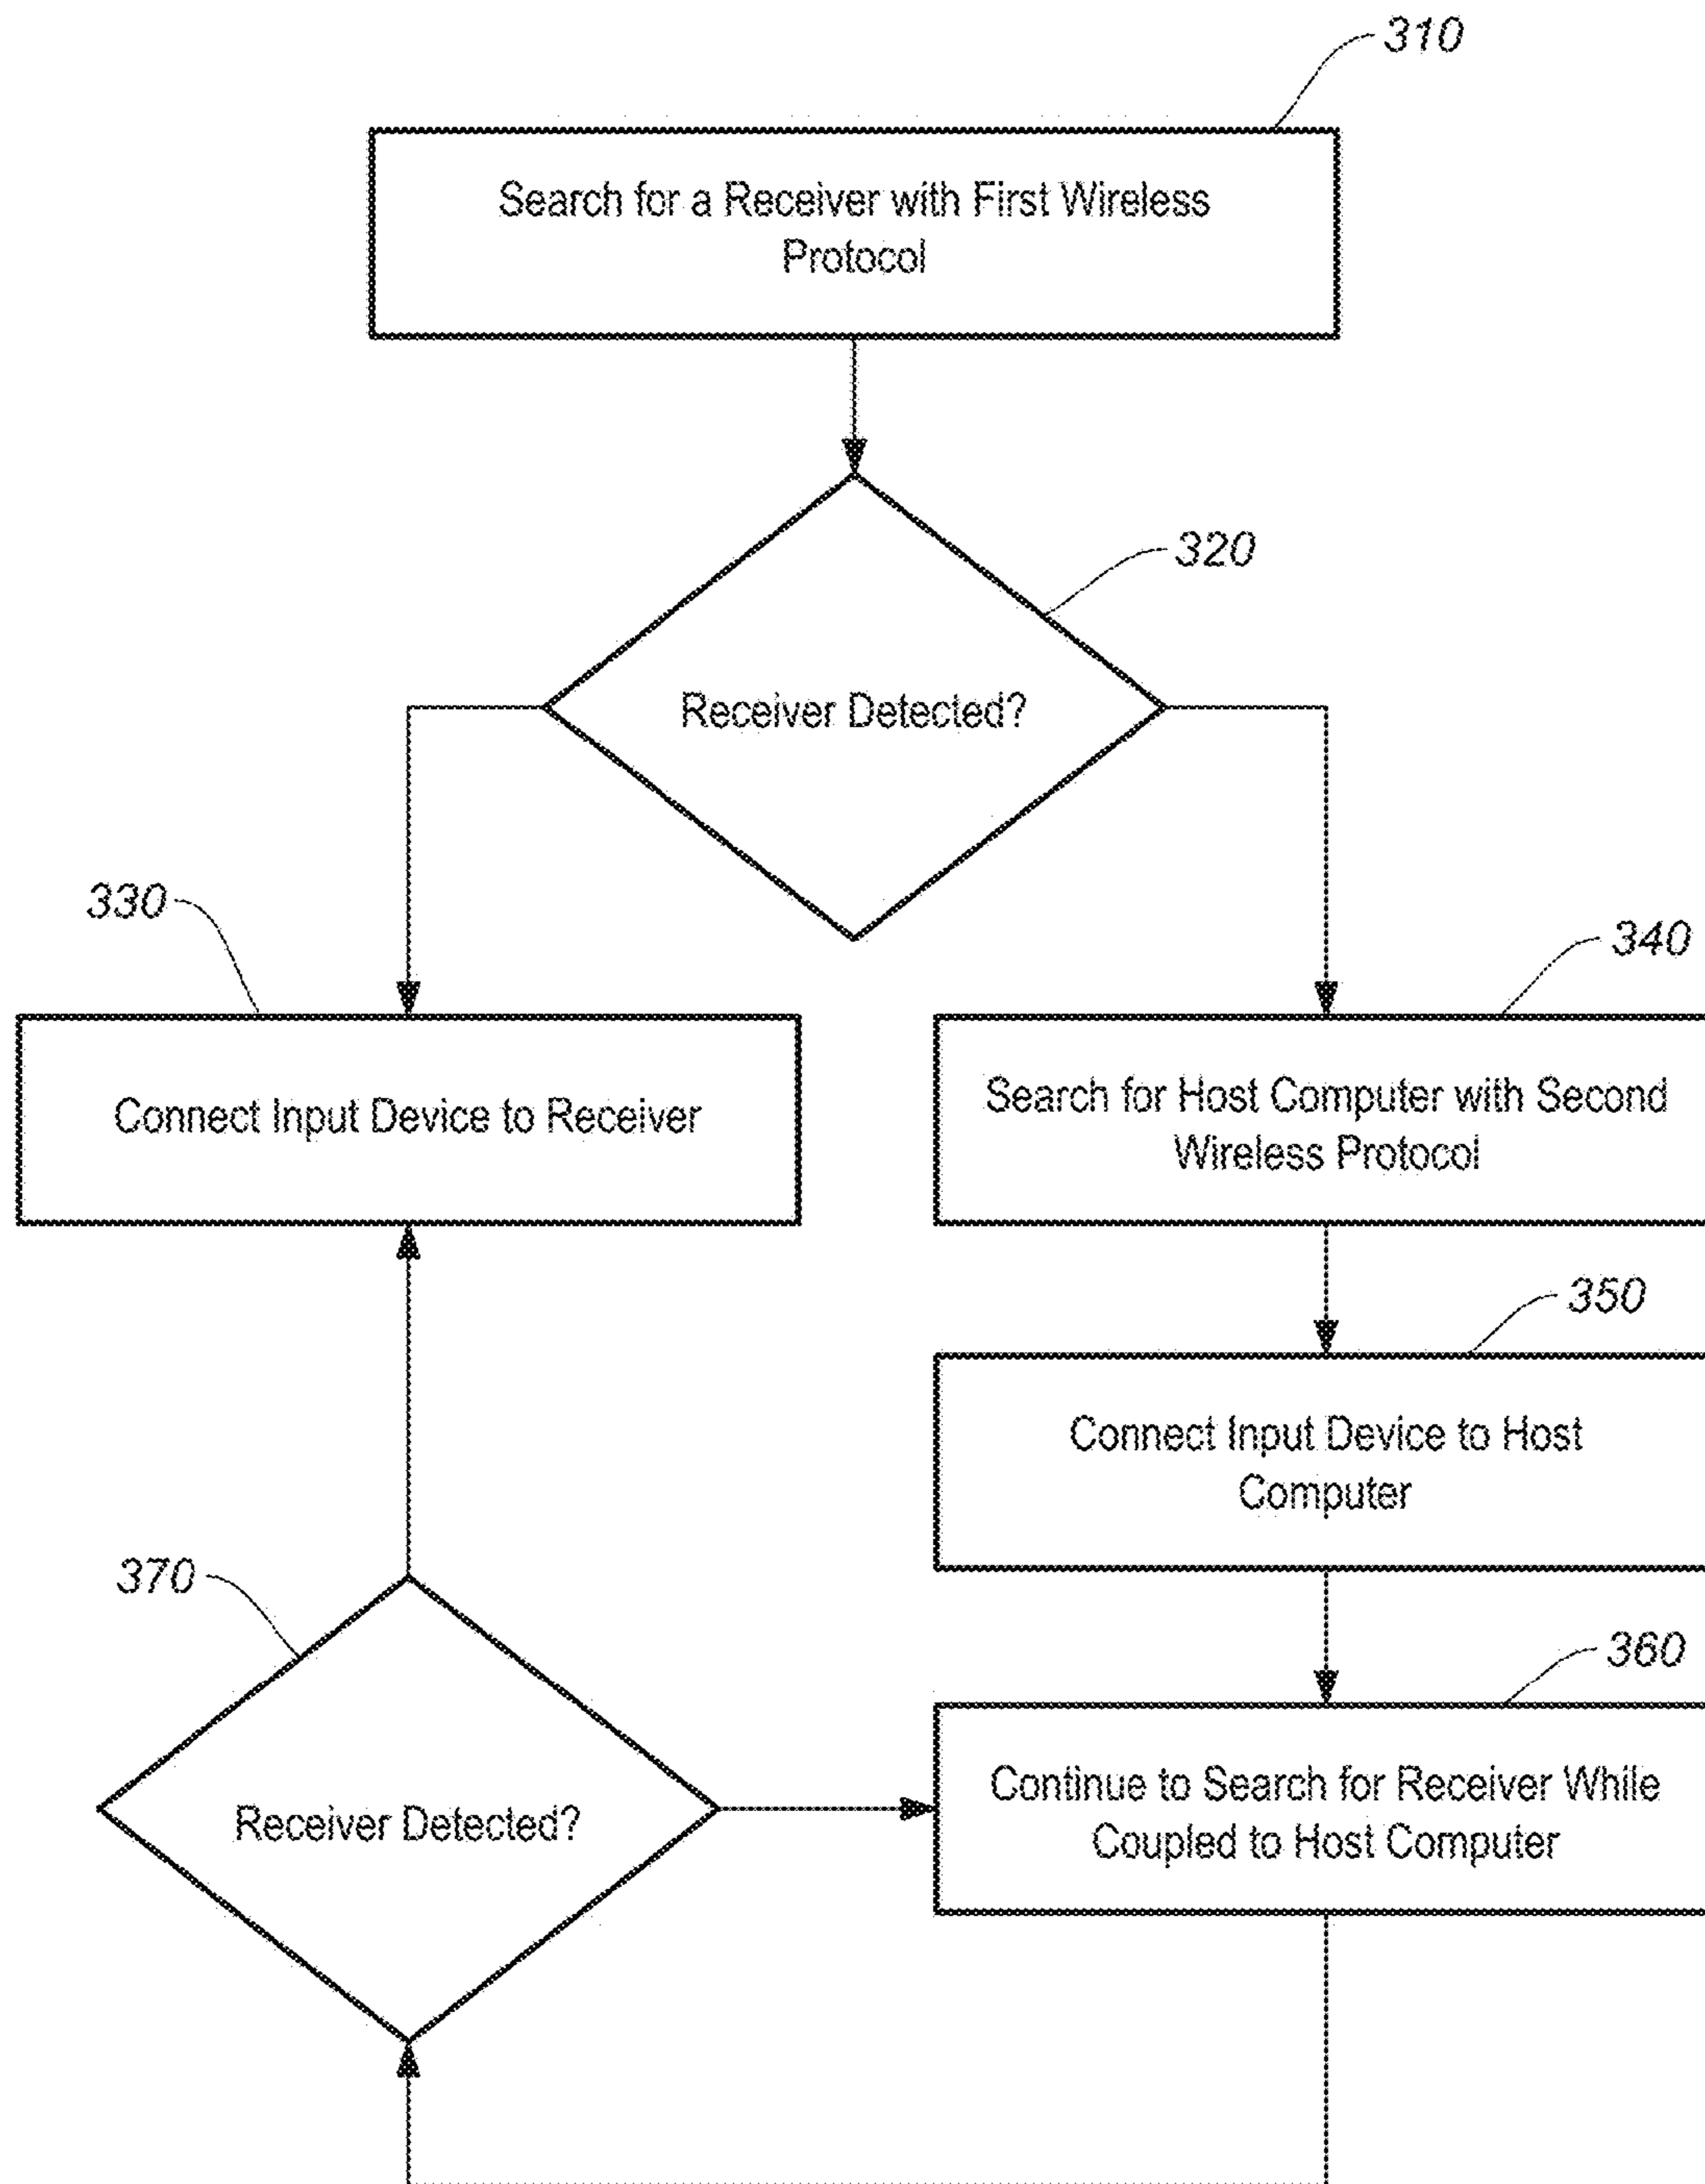 310
Search for a Receiver with First Wireless
Protocol
320
Receiver Detected?
330
340
Connect Input Device to Receiver
Search for Host Computer with Second
Wireless Protocol
350
Connect Input Device to Host
Computer
370
360
Receiver Detected?
Continue to Search for Receiver While
Coupled to Host Computer